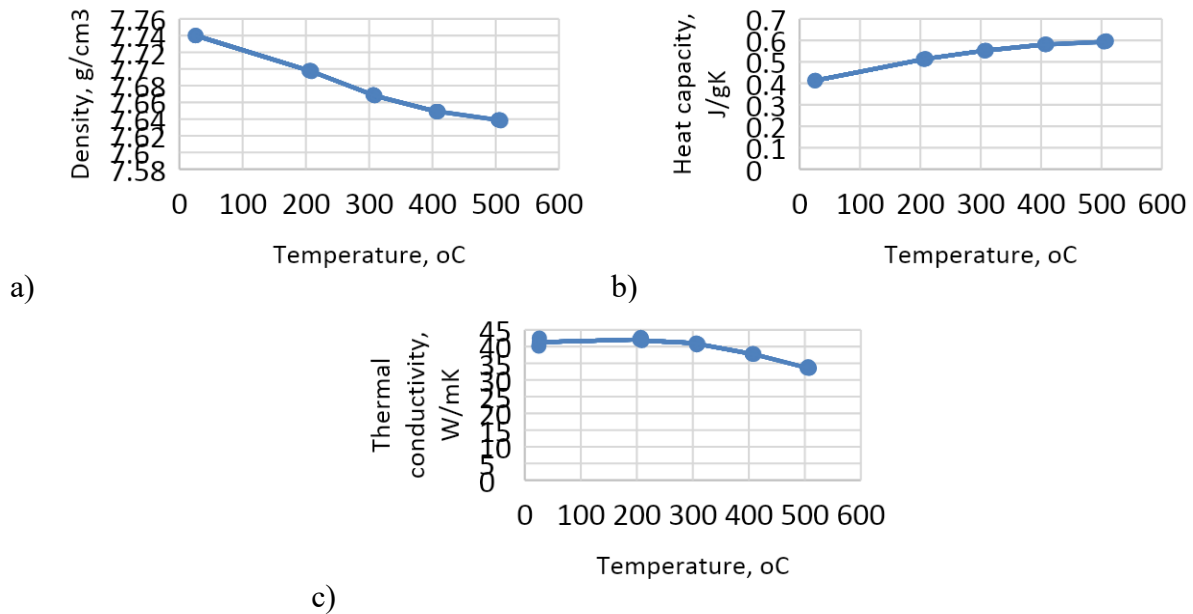 Density, g/cm3
7.76
7.74
7.72
7.7
7.68
7.66
7.64
7.62
7.6
7.58
0 100 200 300 400 500 600
Temperature, oC
a)
Heat capacity,
J/gK
0.7
0.6
0.5
0.4
0.3
0.2
0.1
0
0 100 200 300 400 500 600
Temperature, oC
b)
Thermal
conductivity,
W/mK
45
40
35
30
25
20
15
10
5
0
0 100 200 300 400 500 600
Temperature, oC
c)